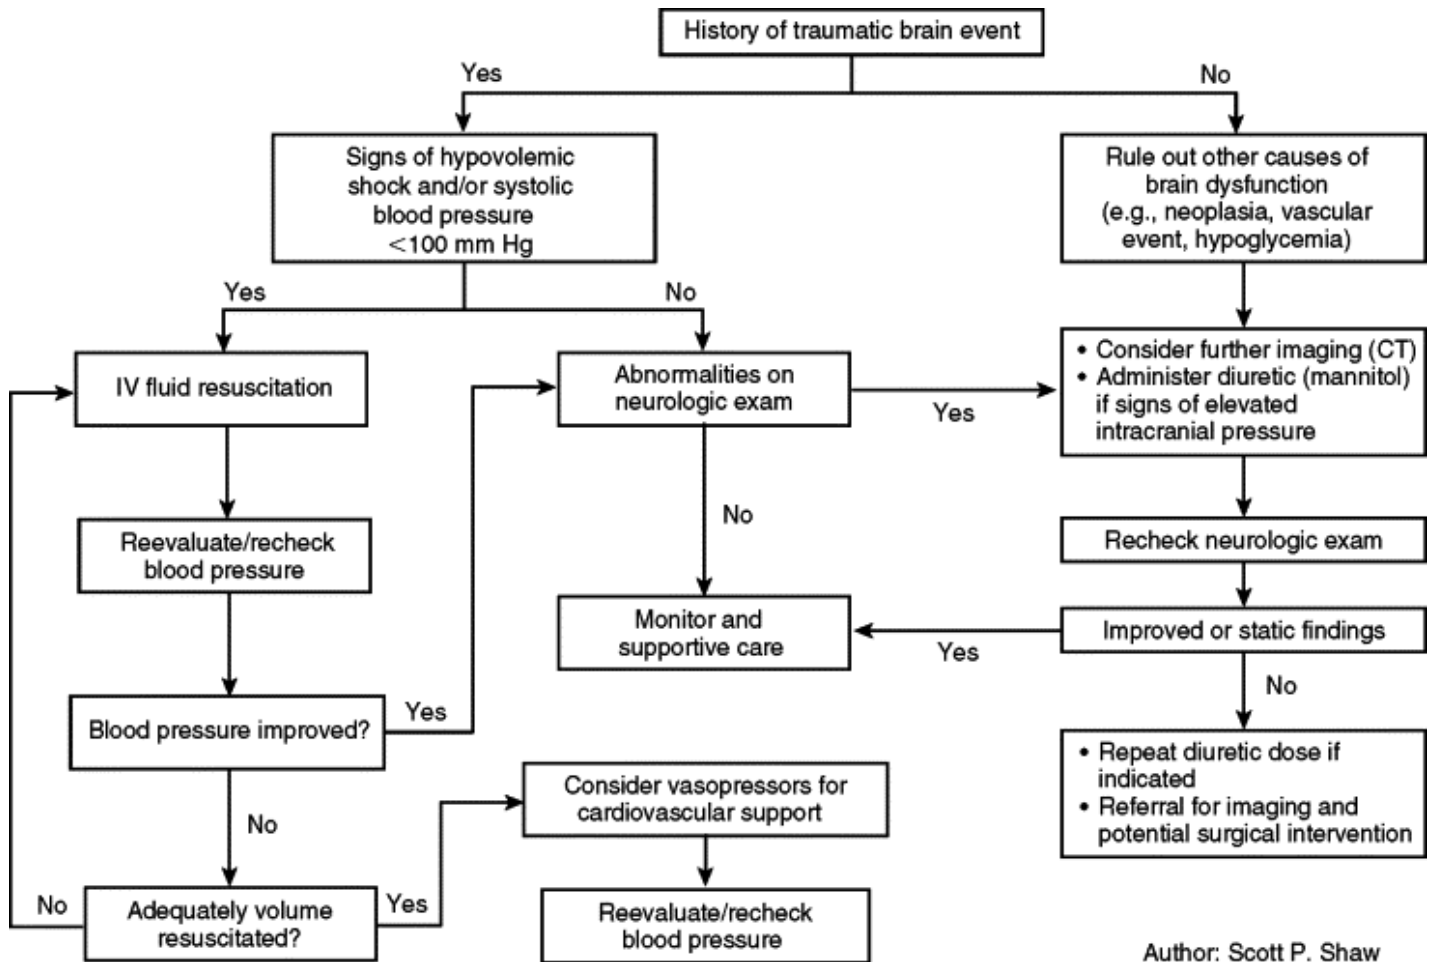 History of traumatic brain event
Yes
No
Signs of hypovolemic
shock and/or systolic
blood pressure
<100 mm Hg
Rule out other causes of
brain dysfunction
(e.g., neoplasia, vascular
event, hypoglycemia)
Yes
No
IV fluid resuscitation
Abnormalities on
neurologic exam
Yes
• Consider further imaging (CT)
• Administer diuretic (mannitol)
if signs of elevated
intracranial pressure
No
Reevaluate/recheck
blood pressure
Recheck neurologic exam
Monitor and
supportive care
Yes
Improved or static findings
No
Blood pressure improved?
Yes
• Repeat diuretic dose if
indicated
• Referral for imaging and
potential surgical intervention
No
Consider vasopressors for
cardiovascular support
No
Adequately volume
resuscitated?
Yes
Reevaluate/recheck
blood pressure
Author: Scott P. Shaw